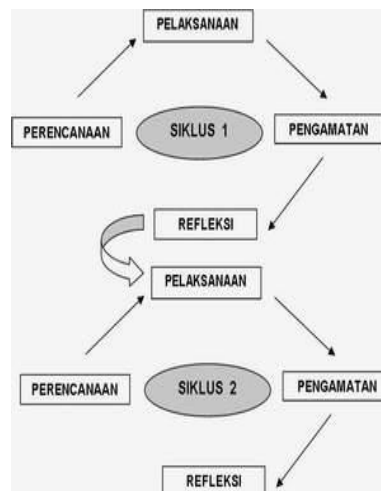 PELAKSANAAN
PERENCANAAN
SIKLUS 1
PENGAMATAN
REFLEKSI
PELAKSANAAN
PERENCANAAN
SIKLUS 2
PENGAMATAN
REFLEKSI